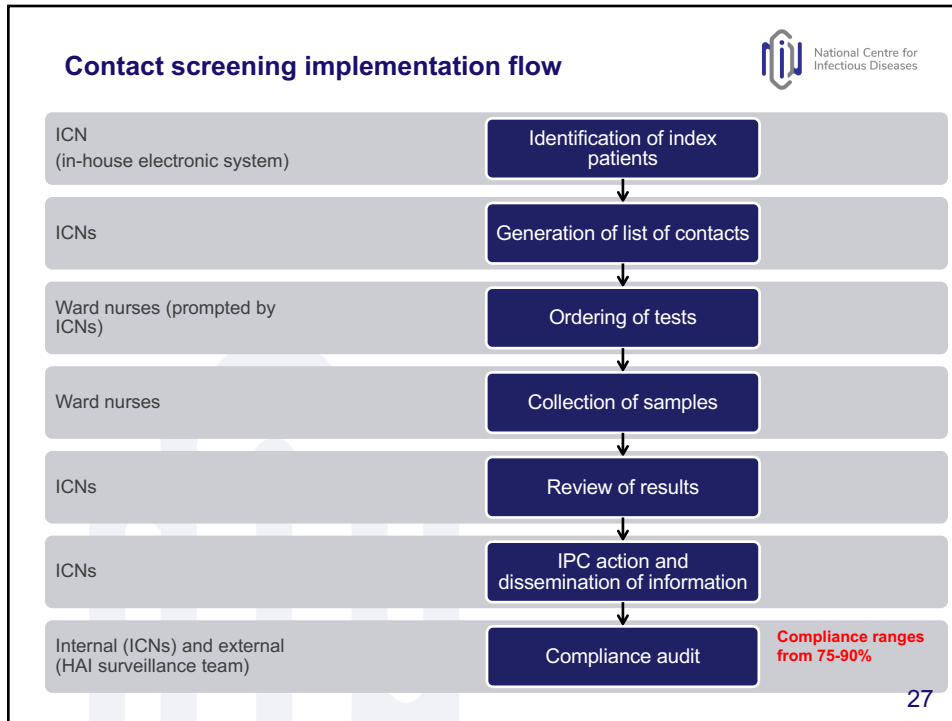 Contact screening implementation flow
National Centre for
Infectious Diseases
ICN
(in-house electronic system)
Identification of index
patients
ICNs
Generation of list of contacts
Ward nurses (prompted by
ICNs)
Ordering of tests
Ward nurses
Collection of samples
ICNs
Review of results
ICNs
IPC action and
dissemination of information
Internal (ICNs) and external
(HAI surveillance team)
Compliance audit
Compliance ranges
from 75-90%
27